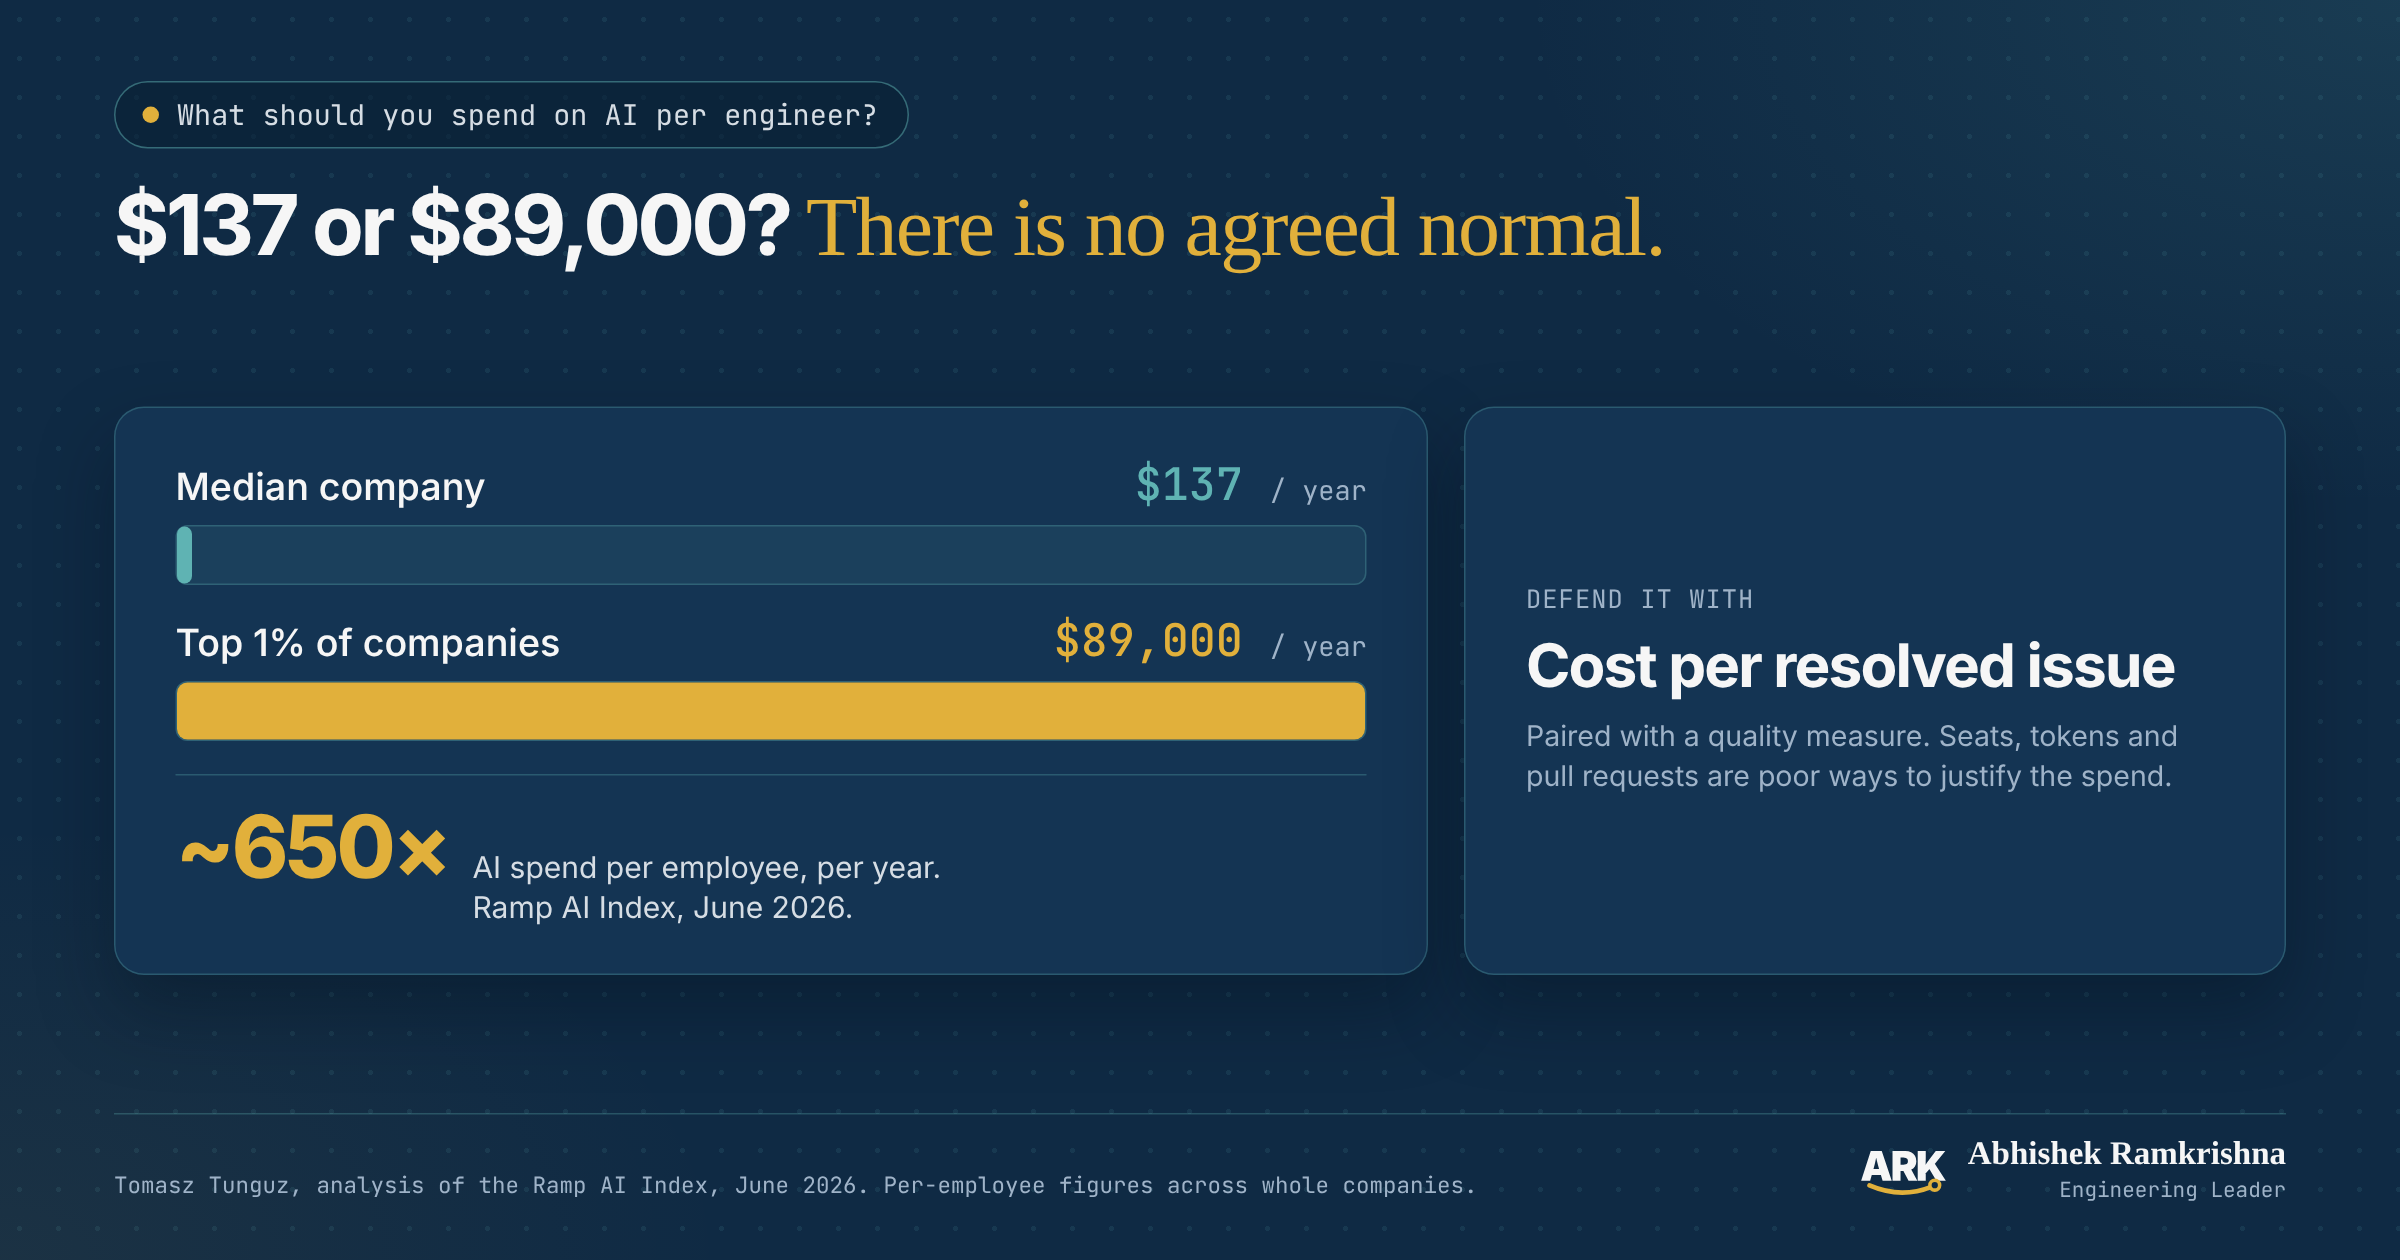 What should you spend on AI per engineer?
$137 or $89,000? There is no agreed normal.
Median company
$137 / year
Top 1% of companies
$89,000 / year
~650×
AI spend per employee, per year.
Ramp AI Index, June 2026.
DEFEND IT WITH
Cost per resolved issue
Paired with a quality measure. Seats, tokens and
pull requests are poor ways to justify the spend.
Tomasz Tunguz, analysis of the Ramp AI Index, June 2026. Per-employee figures across whole companies.
ARK
Abhishek Ramkrishna
Engineering Leader